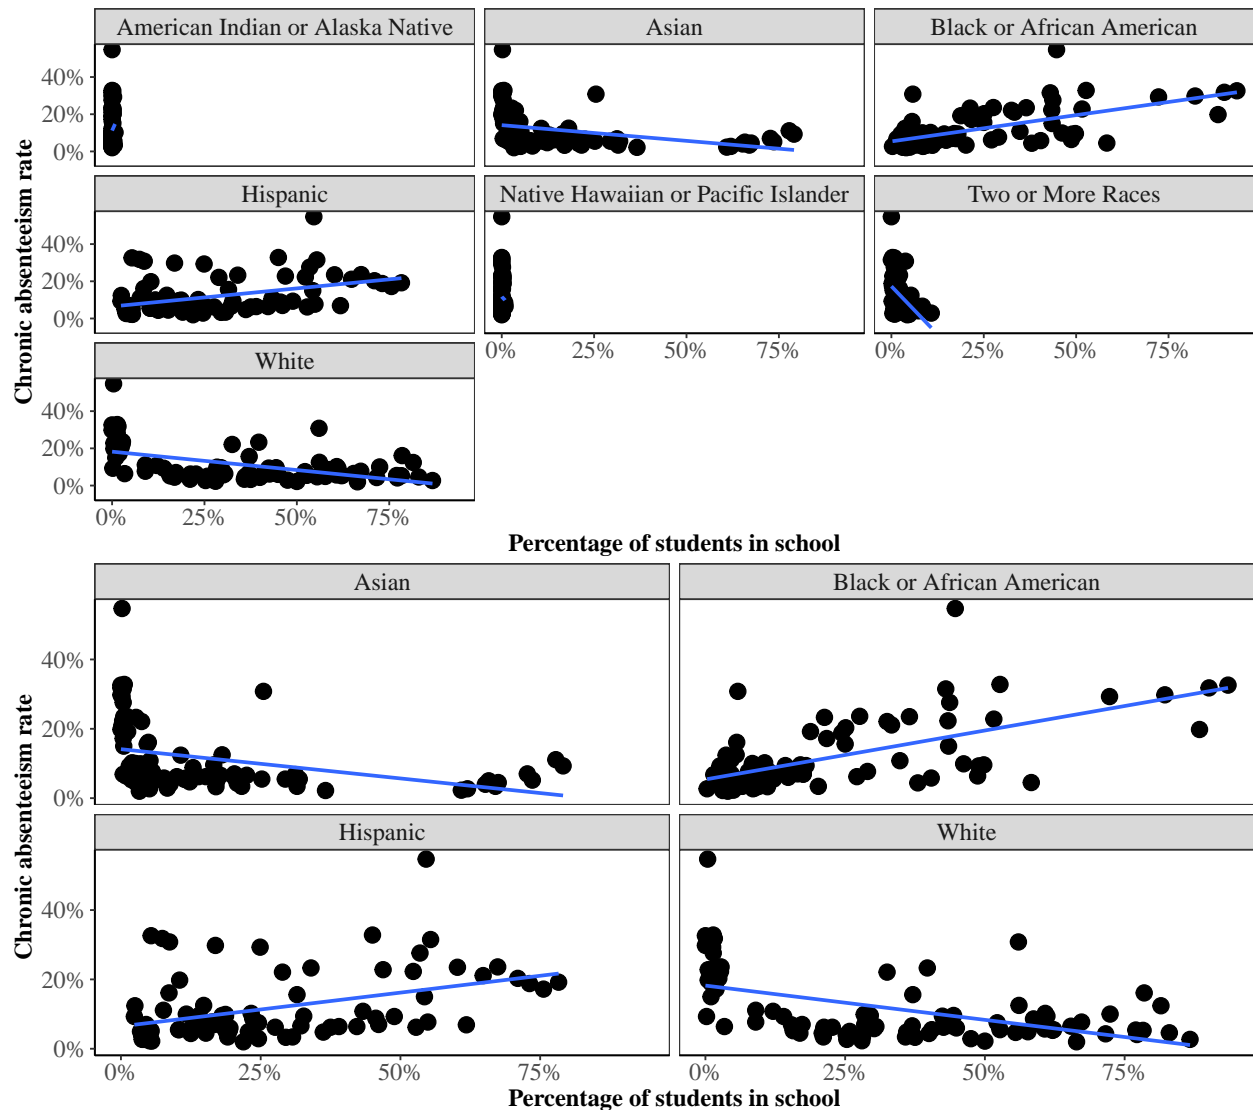 American Indian or Alaska Native
Asian
Black or African American
40%
20%
0%
Hispanic
Native Hawaiian or Pacific Islander
Two or More Races
40%
20%
0%
0% 25% 50% 75%
0% 25% 50% 75%
White
40%
20%
0%
0% 25% 50% 75%
Chronic absenteeism rate
Percentage of students in school
Asian
Black or African American
40%
20%
0%
Hispanic
White
40%
20%
0%
0% 25% 50% 75%
0% 25% 50% 75%
Chronic absenteeism rate
Percentage of students in school